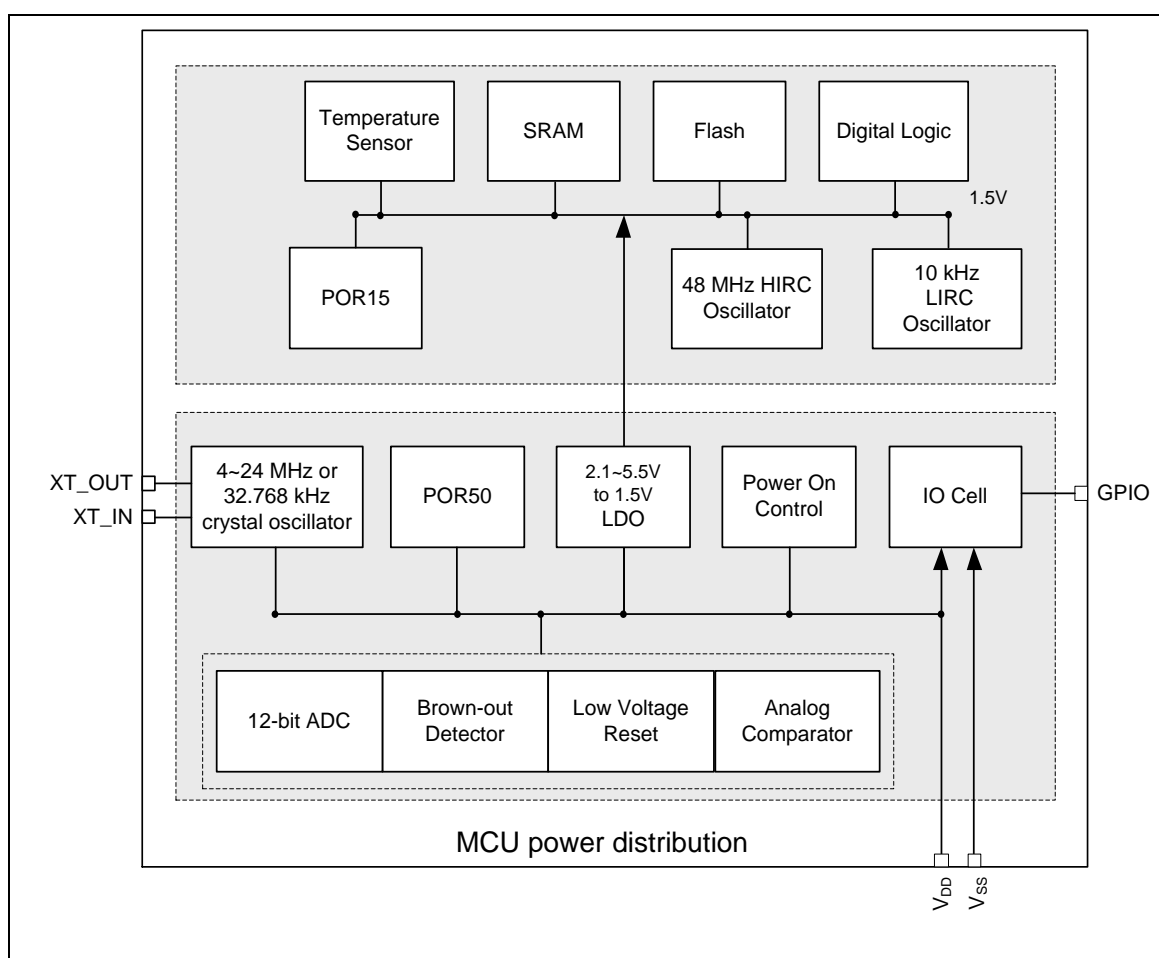 Temperature
Sensor
SRAM
Flash
Digital Logic
1.5V
POR15
48 MHz HIRC
Oscillator
10 kHz
LIRC
Oscillator
XT_OUT
XT_IN
4~24 MHz or
32.768 kHz
crystal oscillator
POR50
2.1~5.5V
to 1.5V
LDO
Power On
Control
IO Cell
GPIO
12-bit ADC
Brown-out
Detector
Low Voltage
Reset
Analog
Comparator
MCU power distribution
VDD
VSS